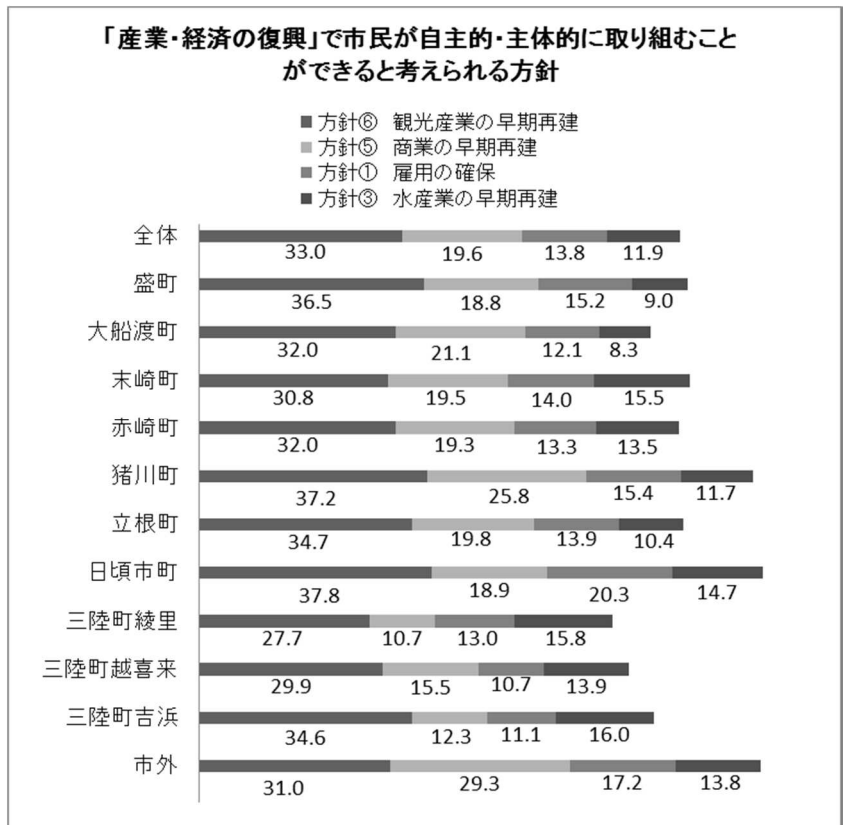 「産業・経済の復興」で市民が自主的・主体的に取り組むこと
ができると考えられる方針
方針⑥ 観光産業の早期再建
方針⑤ 商業の早期再建
方針① 雇用の確保
方針③ 水産業の早期再建
全体
33.0 19.6 13.8 11.9
盛町
36.5 18.8 15.2 9.0
大船渡町
32.0 21.1 12.1 8.3
末崎町
30.8 19.5 14.0 15.5
赤崎町
32.0 19.3 13.3 13.5
猪川町
37.2 25.8 15.4 11.7
立根町
34.7 19.8 13.9 10.4
日頃市町
37.8 18.9 20.3 14.7
三陸町綾里
27.7 10.7 13.0 15.8
三陸町越喜来
29.9 15.5 10.7 13.9
三陸町吉浜
34.6 12.3 11.1 16.0
市外
31.0 29.3 17.2 13.8